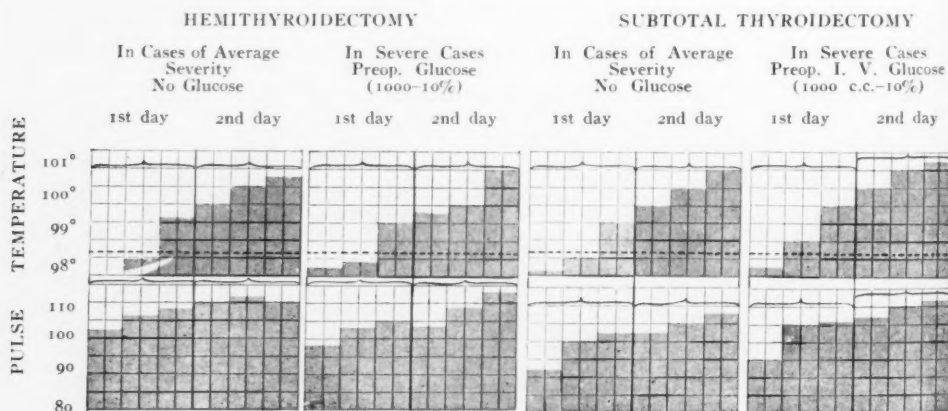 HEMITHYROIDECTOMY
SUBTOTAL THYROIDECTOMY
In Cases of Average
Severity
No Glucose
In Severe Cases
Preop. Glucose
(1000-10%)
In Cases of Average
Severity
No Glucose
In Severe Cases
Preop. I. V. Glucose
(1000 c.c.-10%)
1st day 2nd day
1st day 2nd day
1st day 2nd day
1st day 2nd day
TEMPERATURE
101°
100°
99°
98°
PULSE
110
100
90
80